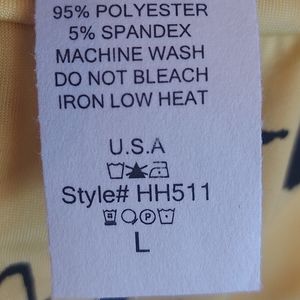 95% POLYESTER
5% SPANDEX
MACHINE WASH
DO NOT BLEACH
IRON LOW HEAT
U.S.A
Style# HH511
L